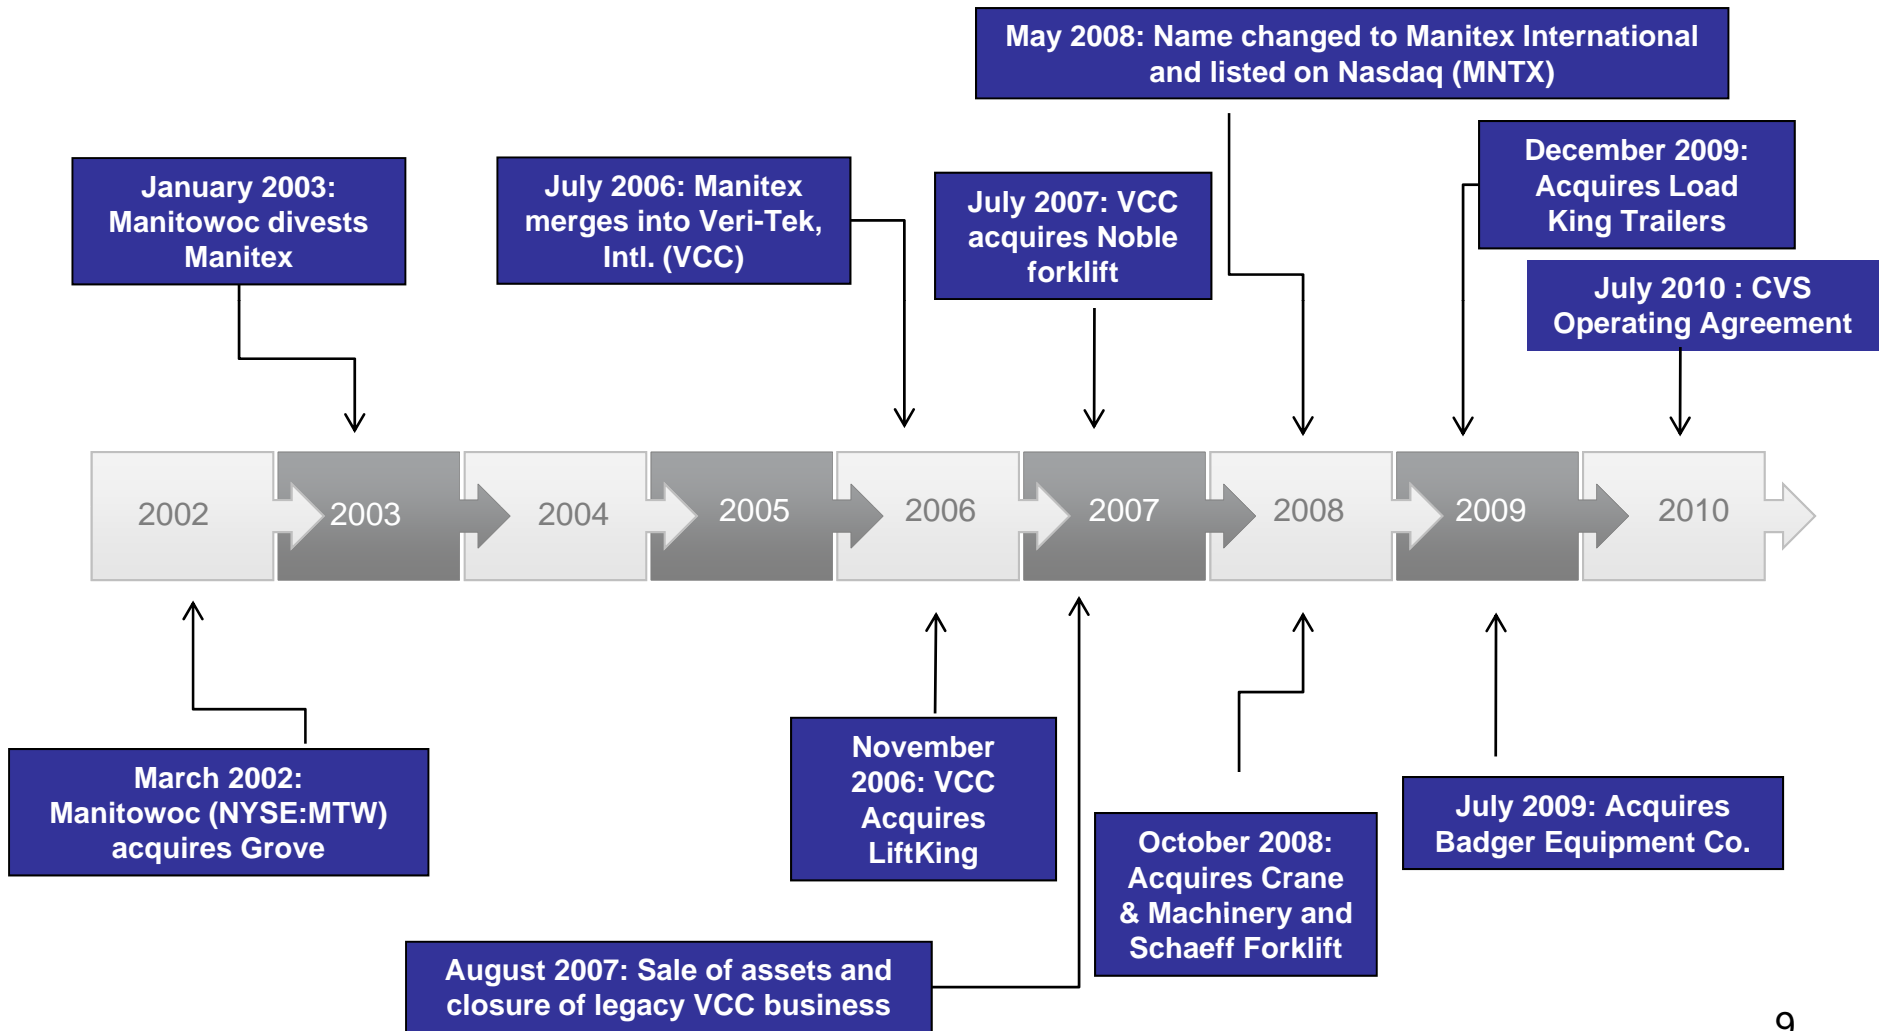 May 2008: Name changed to Manitex International
and listed on Nasdaq (MNTX)
January 2003:
Manitowoc divests
Manitex
July 2006: Manitex
merges into Veri-Tek,
Intl. (VCC)
July 2007: VCC
acquires Noble
forklift
December 2009:
Acquires Load
King Trailers
July 2010 : CVS
Operating Agreement
2002
2003
2004
2005
2006
2007
2008
2009
2010
March 2002:
Manitowoc (NYSE:MTW)
acquires Grove
November
2006: VCC
Acquires
LiftKing
October 2008:
Acquires Crane
& Machinery and
Schaeff Forklift
July 2009: Acquires
Badger Equipment Co.
August 2007: Sale of assets and
closure of legacy VCC business
9